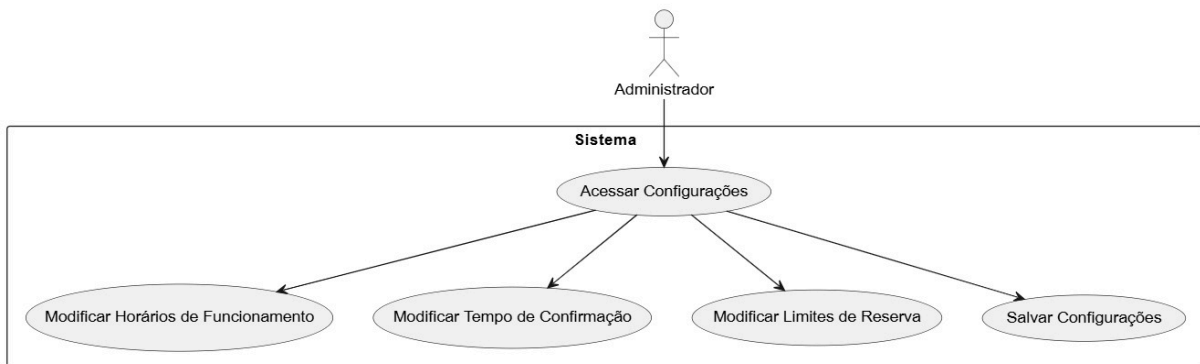 Administrador
Sistema
Acessar Configurações
Modificar Horários de Funcionamento
Modificar Tempo de Confirmação
Modificar Limites de Reserva
Salvar Configurações